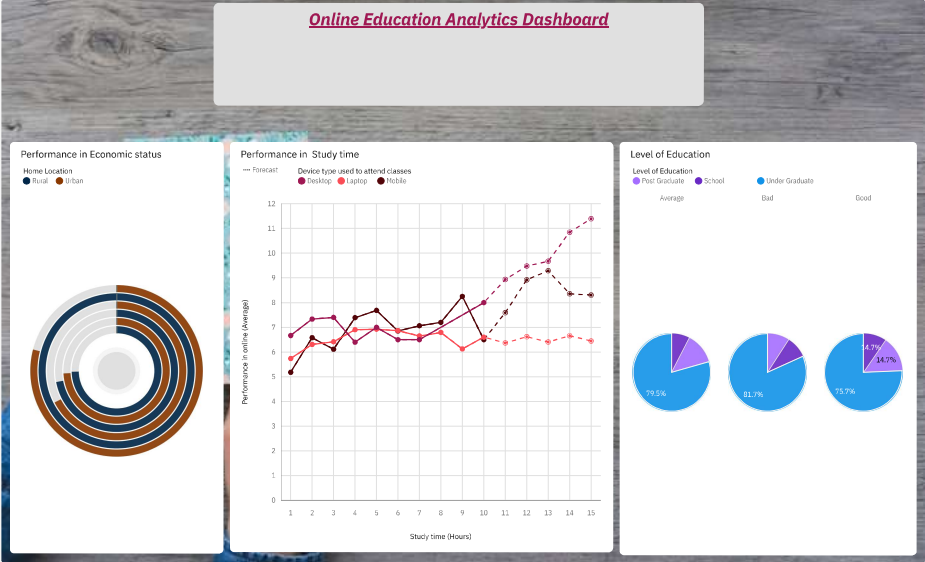 Online Education Analytics Dashboard
Performance in Economic status
Home Location
Rural Urban
Performance in Study time
Forecast
Device type used to attend classes
Desktop Laptop Mobile
12
11
10
9
8
7
6
5
4
3
2
1
0
Performance in online (Average)
1 2 3 4 5 6 7 8 9 10 11 12 13 14 15
Study time (Hours)
Level of Education
Level of Education
Post Graduate School Under Graduate
Average Bad Good
79.5%
81.7%
14.7%
14.7%
75.7%